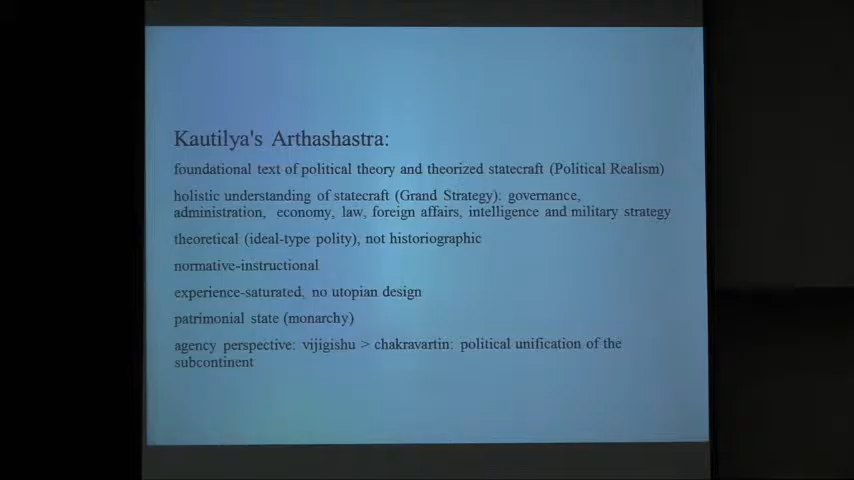 Kautilya's Arthashastra:
foundational text of political theory and theorized statecraft (Political Realism)
holistic understanding of statecraft (Grand Strategy): governance,
administration, economy, law, foreign affairs, intelligence and military strategy
theoretical (ideal-type polity), not historiographic
normative-instructional
experience-saturated, no utopian design
patrimonial state (monarchy)
agency perspective: vijigishu > chakravartin: political unification of the
subcontinent